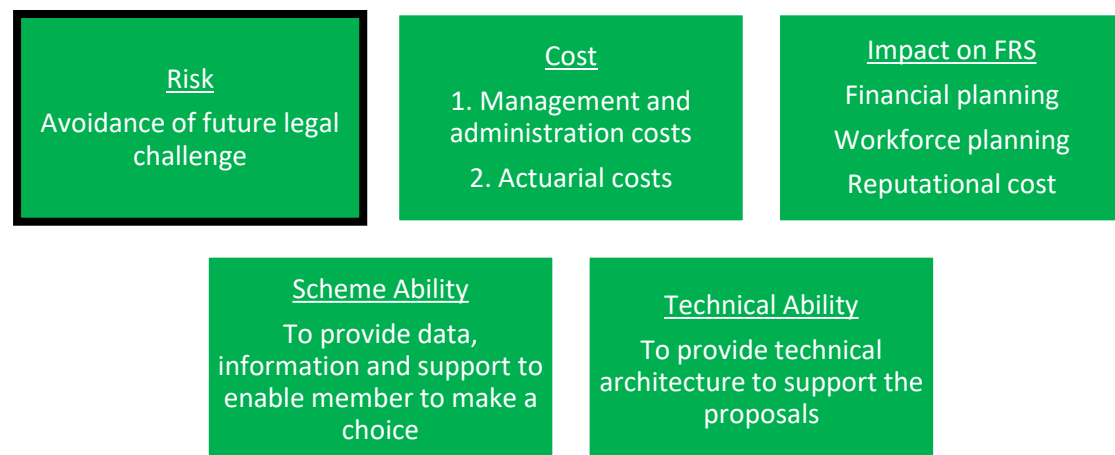 Risk
Avoidance of future legal
challenge
Cost
1. Management and
administration costs
2. Actuarial costs
Impact on FRS
Financial planning
Workforce planning
Reputational cost
Scheme Ability
To provide data,
information and support to
enable member to make a
choice
Technical Ability
To provide technical
architecture to support the
proposals